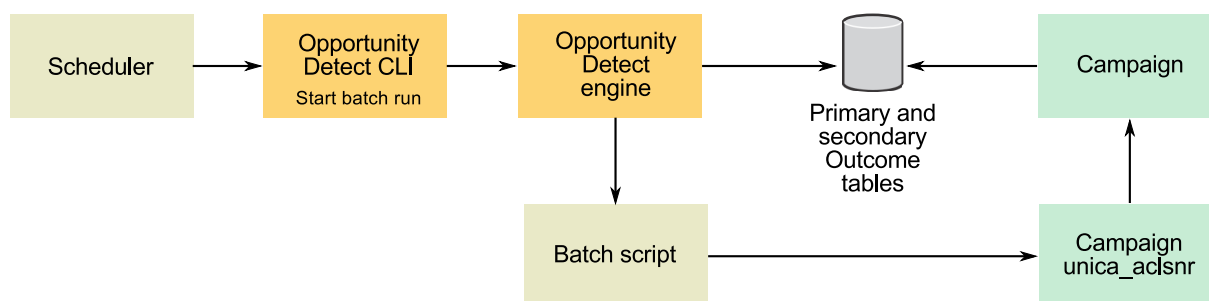 Scheduler
Opportunity
Detect CLI
Start batch run
Opportunity
Detect
engine
Primary and
secondary
Outcome
tables
Campaign
Batch script
Campaign
unica_aclsnr